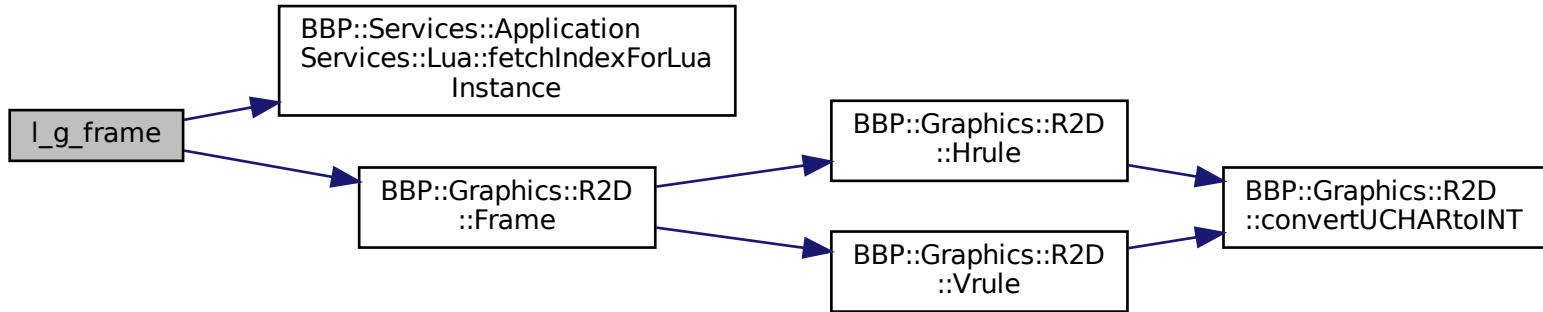 l_g_frame
BBP::Services::Application
Services::Lua::fetchIndexForLua
Instance
BBP::Graphics::R2D
::Frame
BBP::Graphics::R2D
::Hrule
BBP::Graphics::R2D
::Vrule
BBP::Graphics::R2D
::convertUCHARtoINT